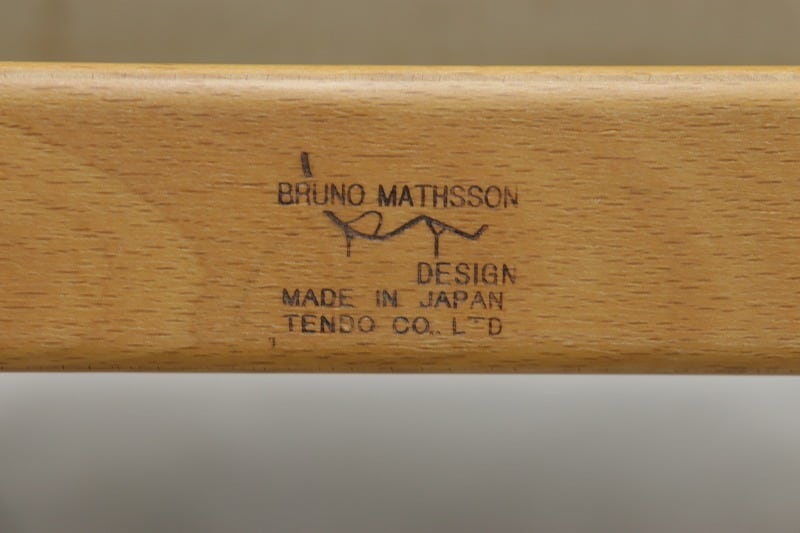 BRUNO MATHSSON
DESIGN
MADE IN JAPAN
TENDO CO., LTD